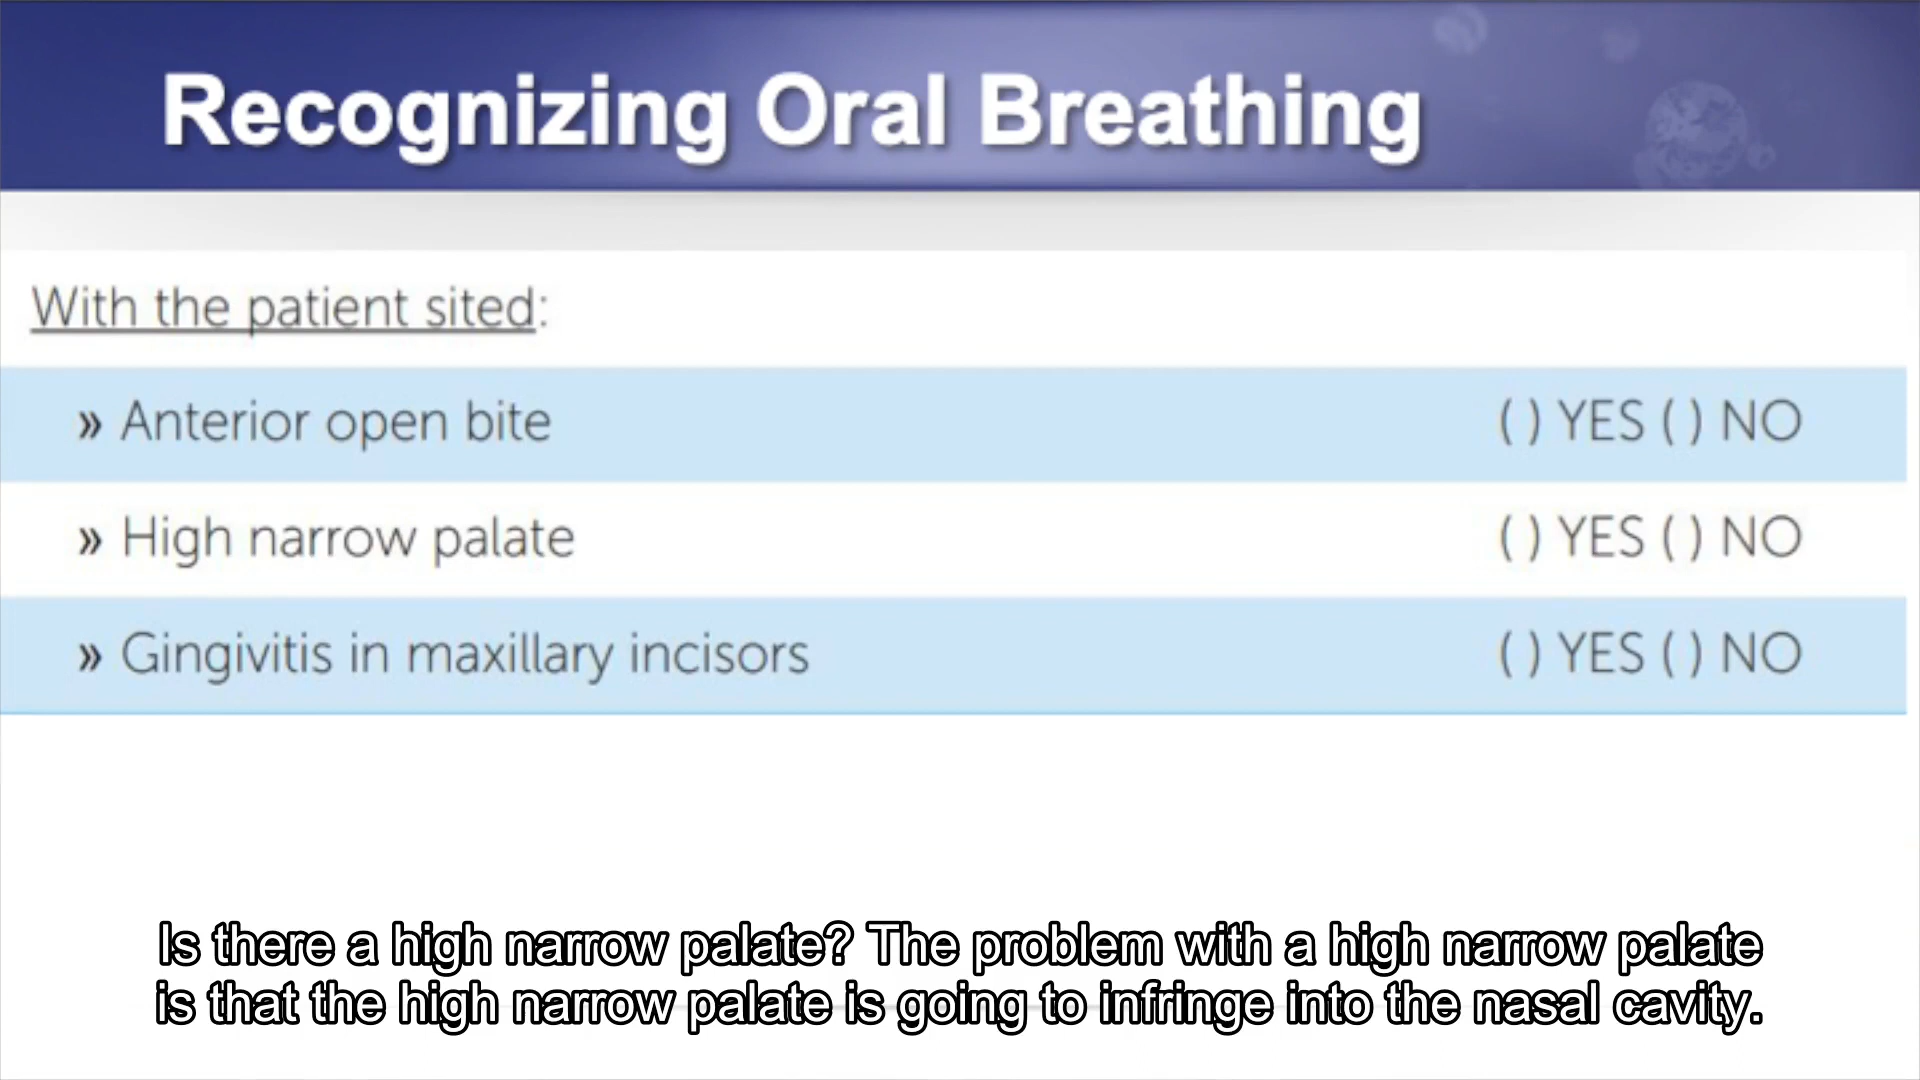 Recognizing Oral Breathing
With the patient sited:
» Anterior open bite ( ) YES ( ) NO
» High narrow palate ( ) YES ( ) NO
» Gingivitis in maxillary incisors ( ) YES ( ) NO
Is there a high narrow palate? The problem with a high narrow palate
is that the high narrow palate is going to infringe into the nasal cavity.